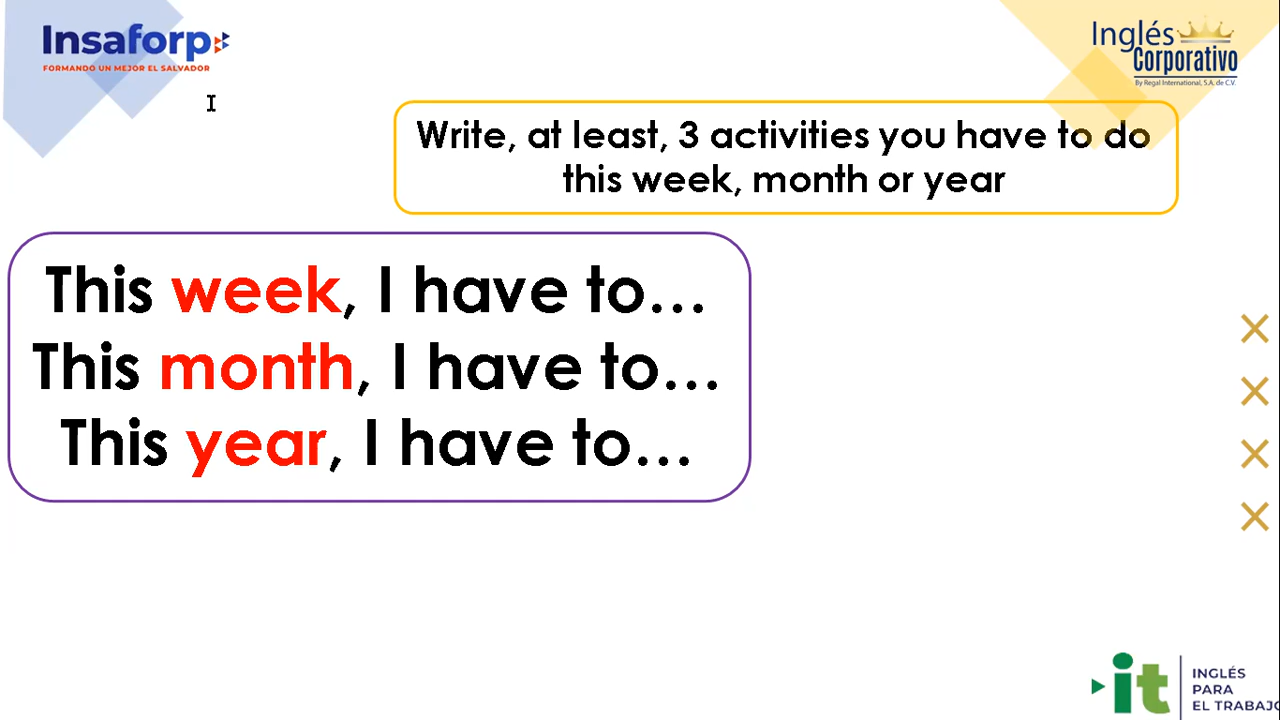 Insaforp
FORMANDO UN MEJOR EL SALVADOR
Inglés
Corporativo
By Regal International, S.A. de C.V.
Write, at least, 3 activities you have to do
this week, month or year
This week, I have to...
This month, I have to...
This year, I have to...
it
INGLÉS
PARA
EL TRABAJO